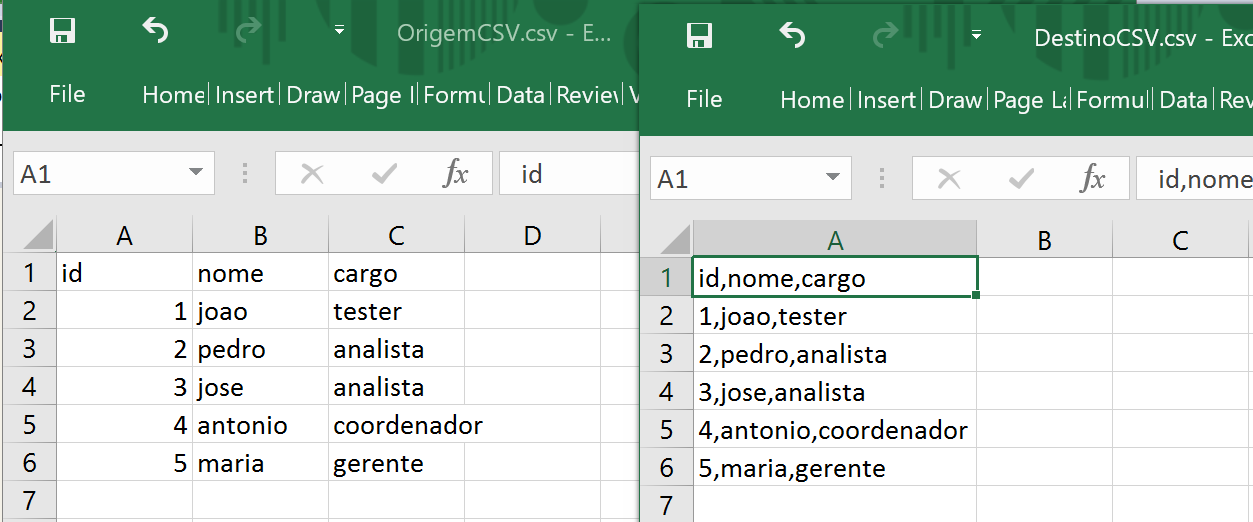 OrigemCSV.csv - E...
File Home Insert Draw Page Formu Data Review V
A1 fx id
A B C D
1 id nome cargo
2 1 joao tester
3 2 pedro analista
4 3 jose analista
5 4 antonio coordenador
6 5 maria gerente
7
DestinoCSV.csv - Exc
File Home Insert Draw Page La Formul Data Rev
A1 fx id,nome
A B C
1 id,nome,cargo
2 1,joao,tester
3 2,pedro,analista
4 3,jose,analista
5 4,antonio,coordenador
6 5,maria,gerente
7